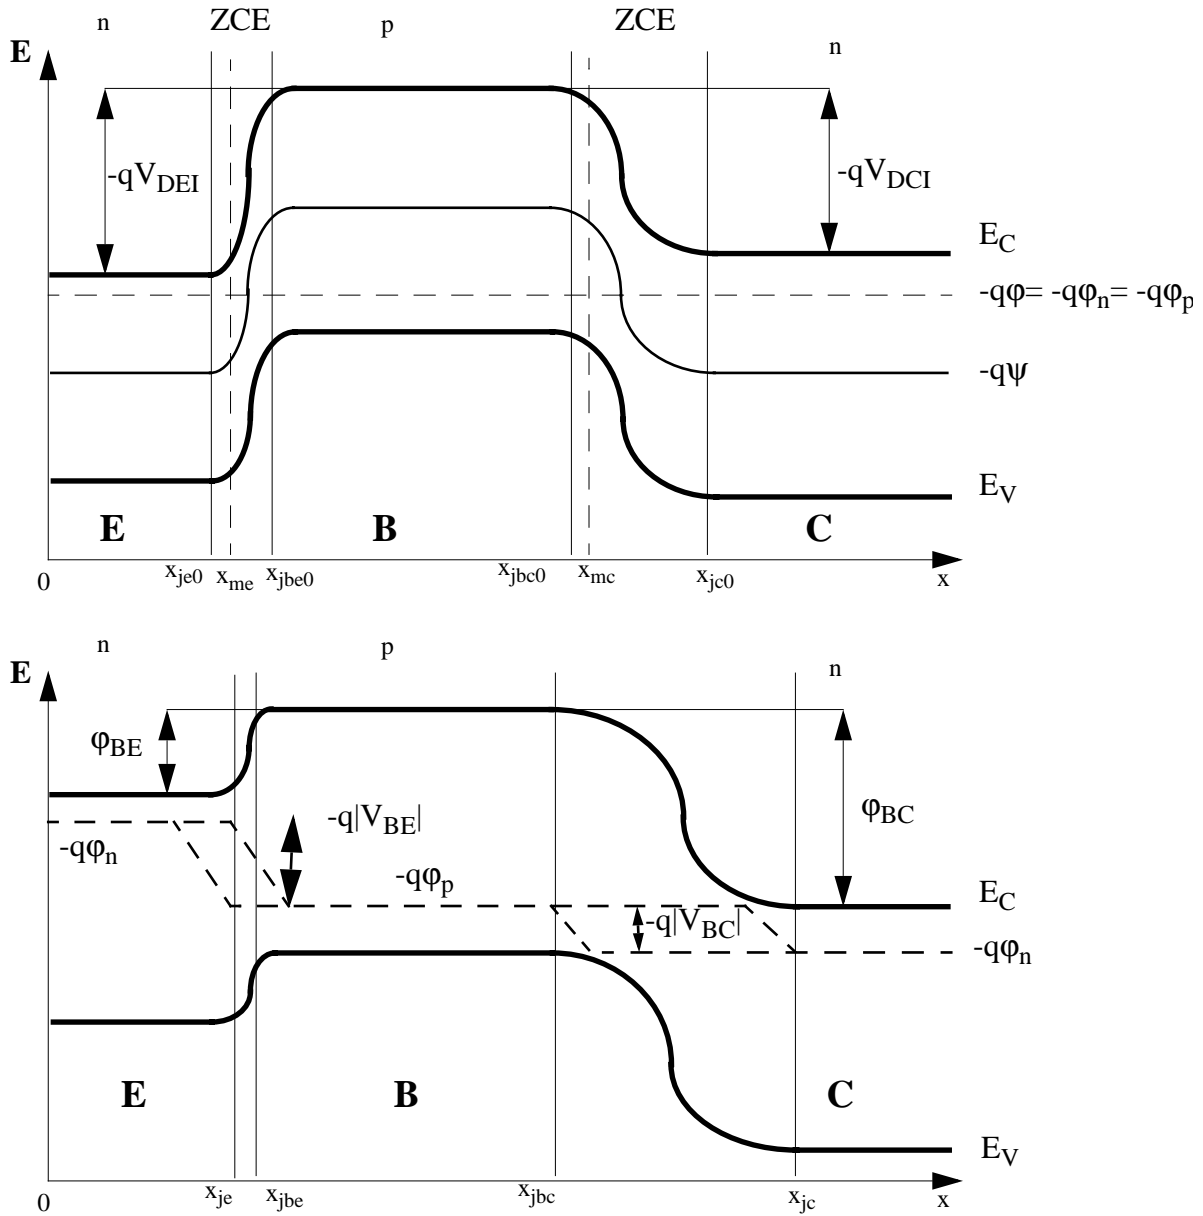 n ZCE p ZCE n
E
-qV_DEI -qV_DCI
E_C
-qφ= -qφ_n= -qφ_p
-qψ
E_V
E B C
0 x_je0 x_me x_jbe0 x_jbc0 x_mc x_jc0 x
n p n
E
φ_BE -q|V_BE| φ_BC
-qφ_n -qφ_p E_C
-q|V_BC| -qφ_n
E B C
E_V
0 x_je x_jbe x_jbc x_jc x